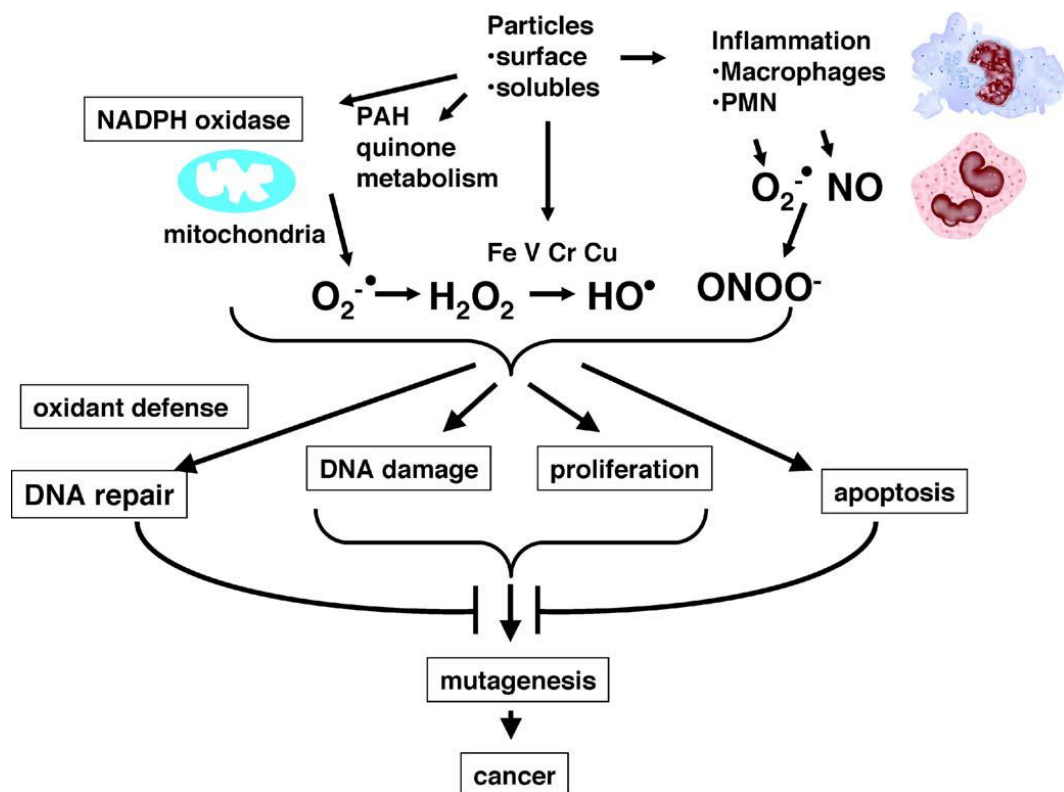 Particles
•surface
•solubles
Inflammation
•Macrophages
•PMN
NADPH oxidase
PAH
quinone
metabolism
mitochondria
O₂⁻• NO
Fe V Cr Cu
O₂⁻• H₂O₂ HO• ONOO⁻
oxidant defense
DNA repair
DNA damage
proliferation
apoptosis
mutagenesis
cancer